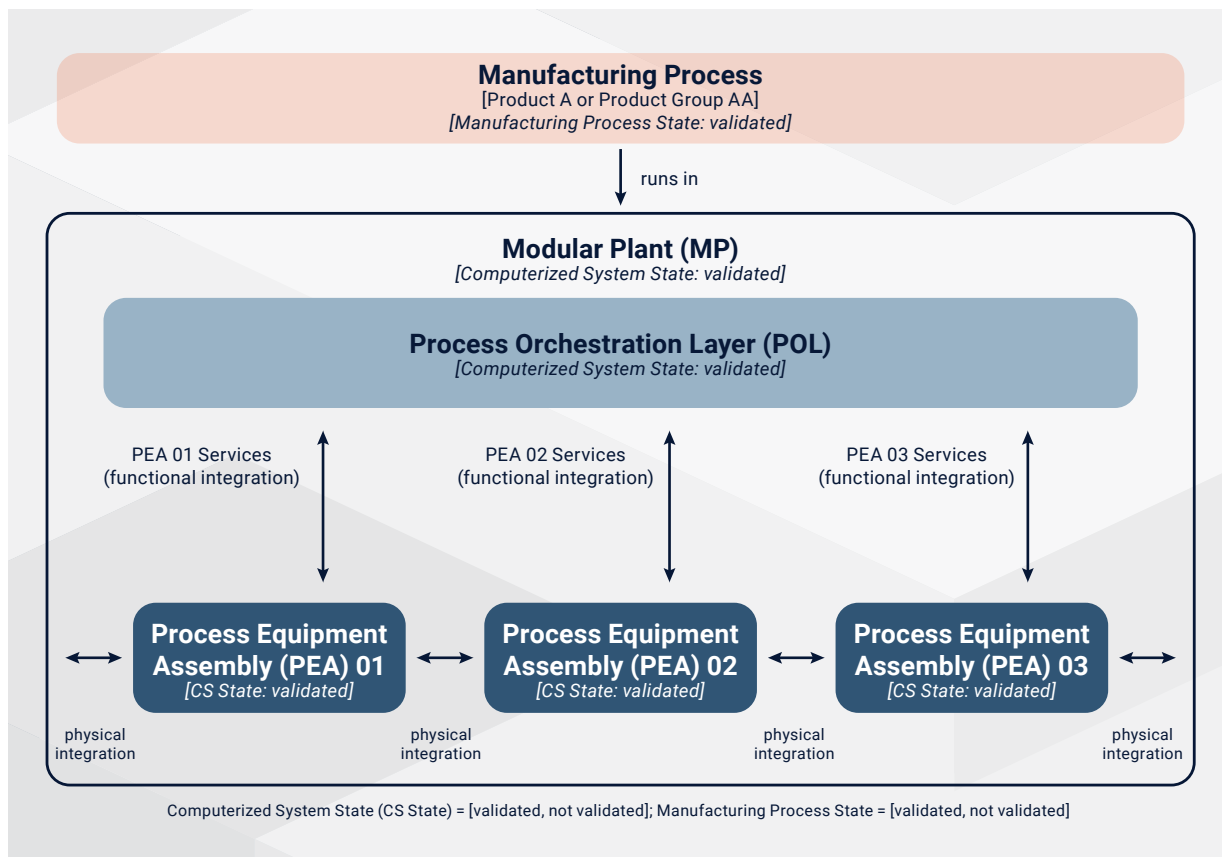 Manufacturing Process
[Product A or Product Group AA]
[Manufacturing Process State: validated]
runs in
Modular Plant (MP)
[Computerized System State: validated]
Process Orchestration Layer (POL)
[Computerized System State: validated]
PEA 01 Services
(functional integration)
PEA 02 Services
(functional integration)
PEA 03 Services
(functional integration)
Process Equipment
Assembly (PEA) 01
[CS State: validated]
Process Equipment
Assembly (PEA) 02
[CS State: validated]
Process Equipment
Assembly (PEA) 03
[CS State: validated]
physical
integration
physical
integration
physical
integration
physical
integration
Computerized System State (CS State) = [validated, not validated]; Manufacturing Process State = [validated, not validated]